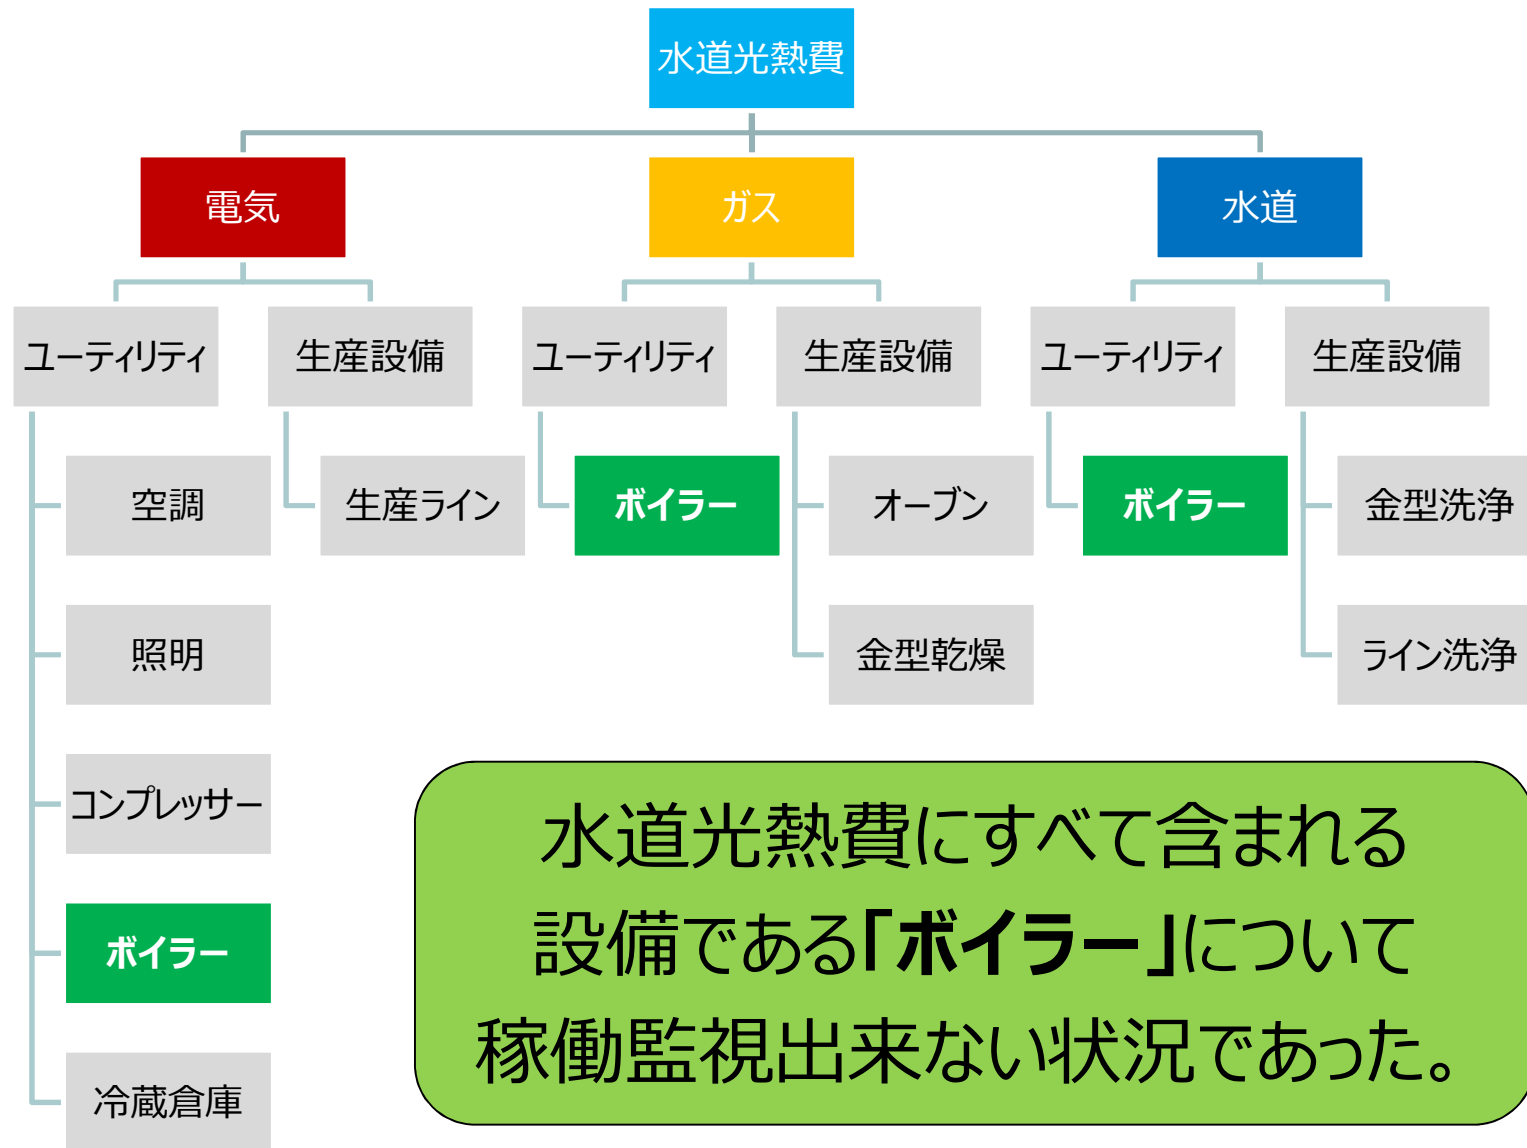 水道光熱費
電気
ガス
水道
ユーティリティ
生産設備
ユーティリティ
生産設備
ユーティリティ
生産設備
空調
生産ライン
ボイラー
オーブン
ボイラー
金型洗浄
照明
金型乾燥
ライン洗浄
コンプレッサー
ボイラー
冷蔵倉庫
水道光熱費にすべて含まれる
設備である「ボイラー」について
稼働監視出来ない状況であった。